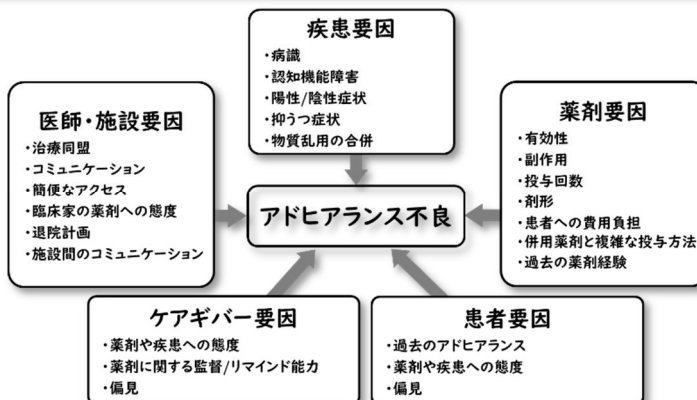 疾患要因
・病識
・認知機能障害
・陽性/陰性症状
・抑うつ症状
・物質乱用の合併
医師・施設要因
・治療同盟
・コミュニケーション
・簡便なアクセス
・臨床家の薬剤への態度
・退院計画
・施設間のコミュニケーション
薬剤要因
・有効性
・副作用
・投与回数
・剤形
・患者への費用負担
・併用薬剤と複雑な投与方法
・過去の薬剤経験
アドヒアランス不良
ケアギバー要因
・薬剤や疾患への態度
・薬剤に関する監督/リマインド能力
・偏見
患者要因
・過去のアドヒアランス
・薬剤や疾患への態度
・偏見